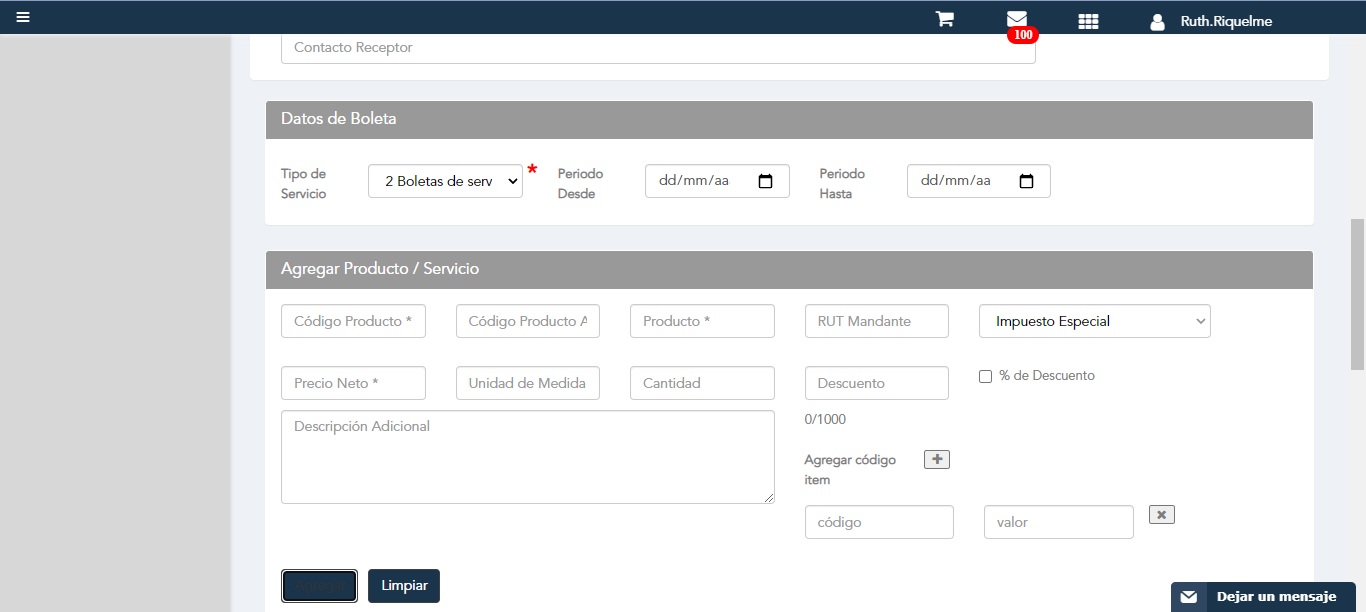 Ruth.Riquelme
100
Contacto Receptor
Datos de Boleta
Tipo de Servicio
2 Boletas de serv
*
Periodo Desde
dd/mm/aa
Periodo Hasta
dd/mm/aa
Agregar Producto / Servicio
Código Producto *
Código Producto A
Producto *
RUT Mandante
Impuesto Especial
Precio Neto *
Unidad de Medida
Cantidad
Descuento
% de Descuento
Descripción Adicional
0/1000
Agregar código
item
código
valor
Limpiar
Dejar un mensaje